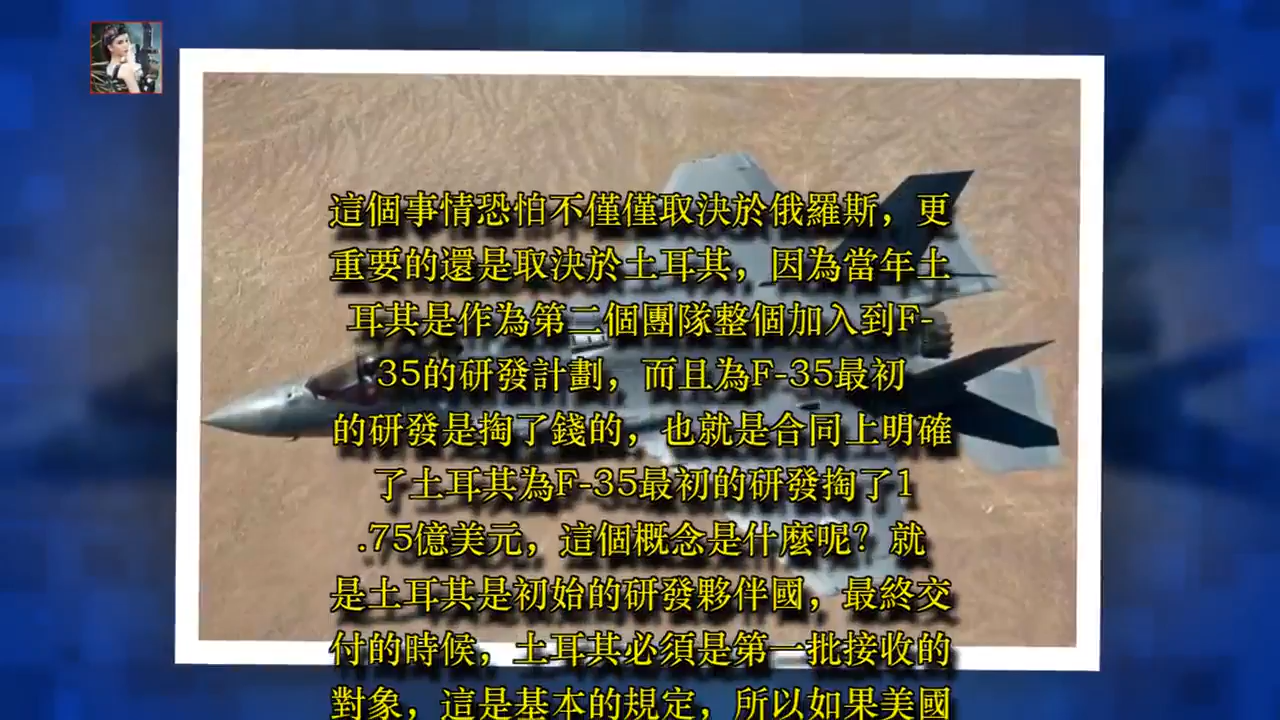 這個事情恐怕不僅僅取決於俄羅斯，更
重要的還是取決於土耳其，因為當年土
耳其是作為第二個團隊整個加入到F-
35的研發計劃，而且為F-35最初
的研發是掏了錢的，也就是合同上明確
了土耳其為F-35最初的研發掏了1
.75億美元，這個概念是什麼呢？就
是土耳其是初始的研發夥伴國，最終交
付的時候，土耳其必須是第一批接收的
對象，這是基本的規定，所以如果美國